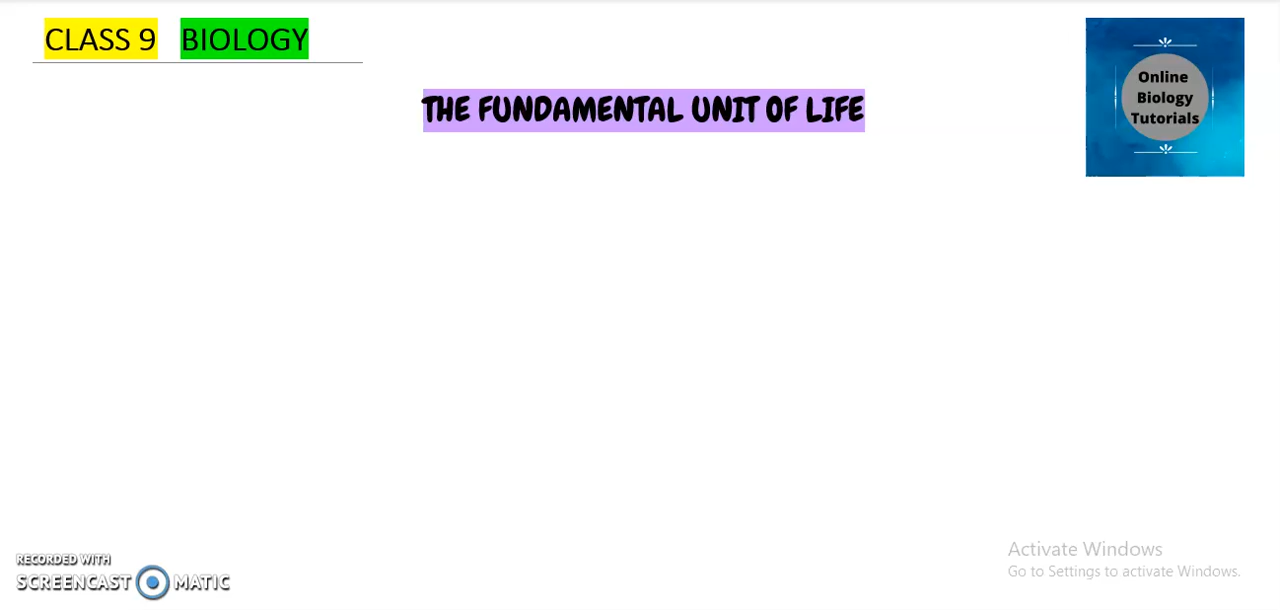 CLASS 9 BIOLOGY
THE FUNDAMENTAL UNIT OF LIFE
Online
Biology
Tutorials
RECORDED WITH
SCREENCAST MATIC
Activate Windows
Go to Settings to activate Windows.